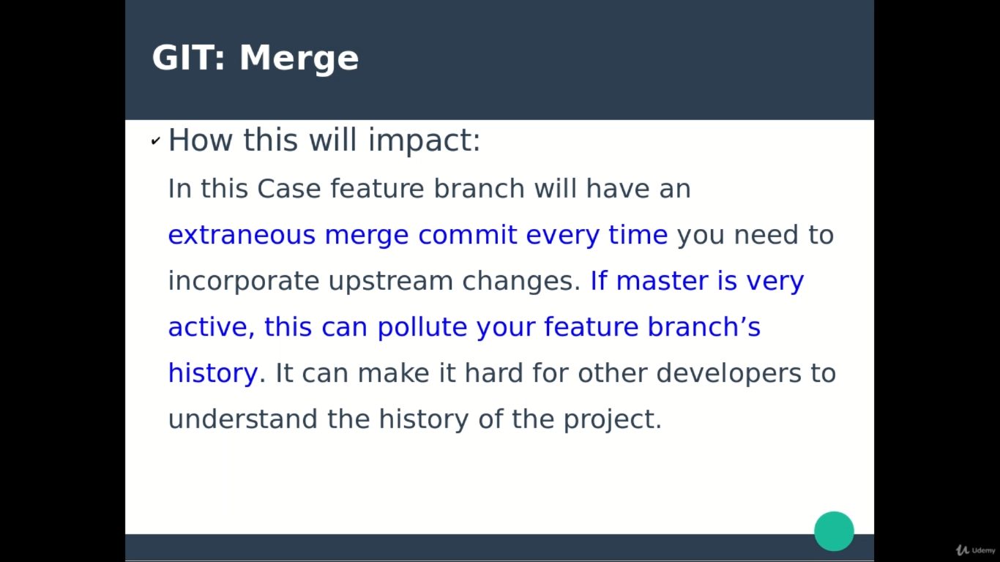 GIT: Merge
✔ How this will impact:
In this Case feature branch will have an
extraneous merge commit every time you need to
incorporate upstream changes. If master is very
active, this can pollute your feature branch’s
history. It can make it hard for other developers to
understand the history of the project.
Udemy